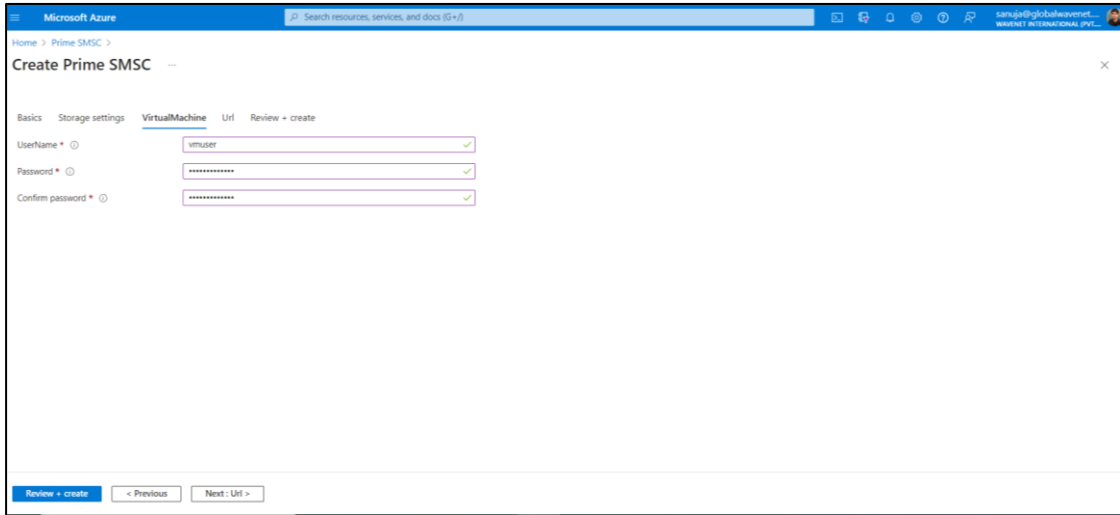 Microsoft Azure
Search resources, services, and docs (G+/)
sanuja@globalwavenet....
WAVENET INTERNATIONAL (PVT....
Home > Prime SMSC >
Create Prime SMSC ...
Basics Storage settings VirtualMachine Url Review + create
UserName *
vmuser
Password *
•••••••••••••
Confirm password *
•••••••••••••
Review + create
< Previous
Next : Url >